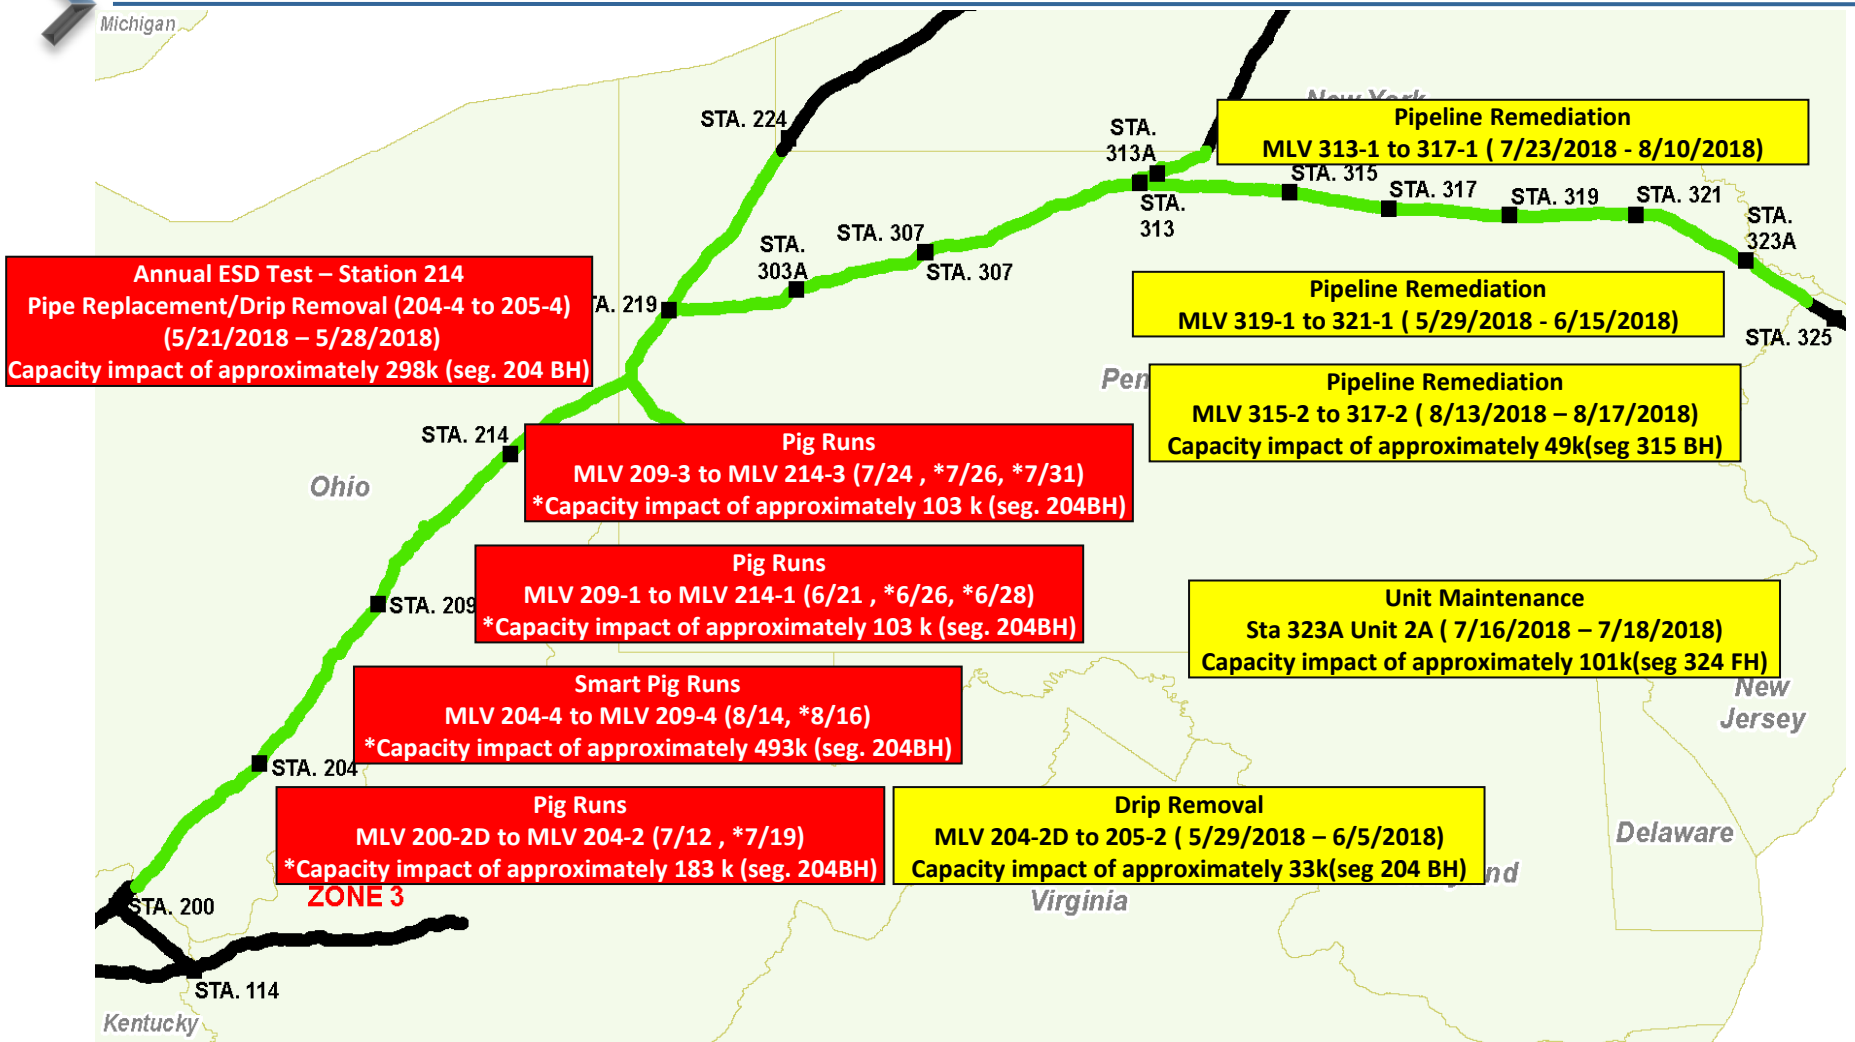 Michigan
New York
STA. 224
STA.
313A
Pipeline Remediation
MLV 313-1 to 317-1 ( 7/23/2018 - 8/10/2018)
STA. 315
STA. 317
STA. 319
STA. 321
STA.
313
STA.
323A
STA. 307
STA. 307
STA.
303A
TA. 219
Annual ESD Test – Station 214
Pipe Replacement/Drip Removal (204-4 to 205-4)
(5/21/2018 – 5/28/2018)
Capacity impact of approximately 298k (seg. 204 BH)
Pipeline Remediation
MLV 319-1 to 321-1 ( 5/29/2018 - 6/15/2018)
STA. 325
Pen
Pipeline Remediation
MLV 315-2 to 317-2 ( 8/13/2018 – 8/17/2018)
Capacity impact of approximately 49k(seg 315 BH)
STA. 214
Ohio
Pig Runs
MLV 209-3 to MLV 214-3 (7/24 , *7/26, *7/31)
*Capacity impact of approximately 103 k (seg. 204BH)
Pig Runs
MLV 209-1 to MLV 214-1 (6/21 , *6/26, *6/28)
*Capacity impact of approximately 103 k (seg. 204BH)
STA. 209
Unit Maintenance
Sta 323A Unit 2A ( 7/16/2018 – 7/18/2018)
Capacity impact of approximately 101k(seg 324 FH)
New
Jersey
Smart Pig Runs
MLV 204-4 to MLV 209-4 (8/14, *8/16)
*Capacity impact of approximately 493k (seg. 204BH)
STA. 204
Pig Runs
MLV 200-2D to MLV 204-2 (7/12 , *7/19)
*Capacity impact of approximately 183 k (seg. 204BH)
Drip Removal
MLV 204-2D to 205-2 ( 5/29/2018 – 6/5/2018)
Capacity impact of approximately 33k(seg 204 BH)
Delaware
nd
Virginia
ZONE 3
STA. 200
STA. 114
Kentucky